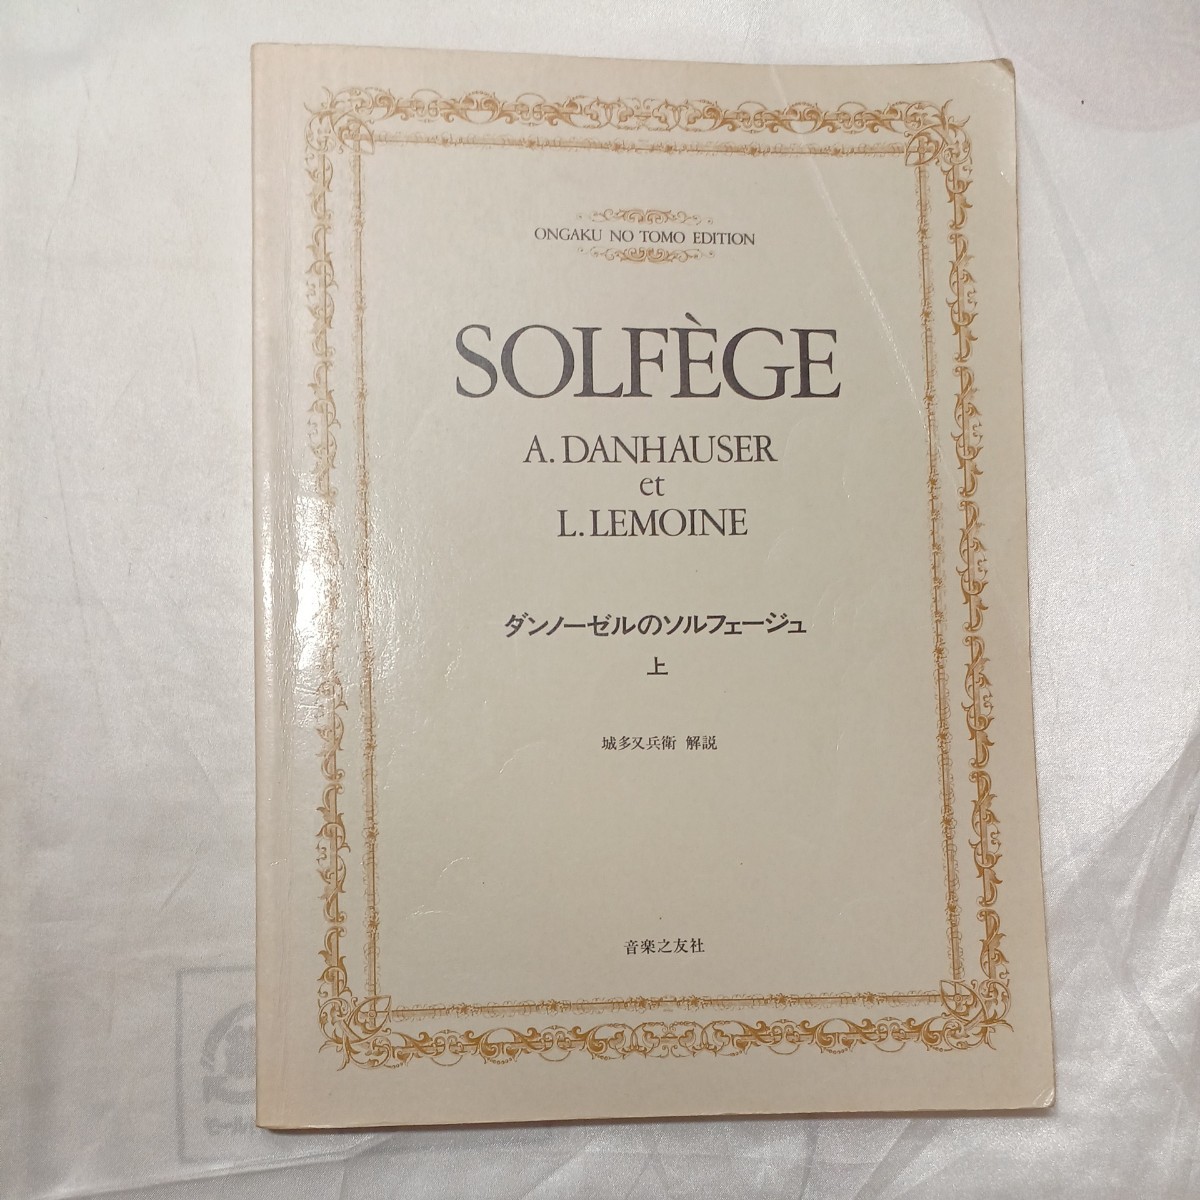 ONGAKU NO TOMO EDITION
SOLFÈGE
A. DANHAUSER
et
L. LEMOINE
ダンノーゼルのソルフェージュ
上
城多又兵衛 解説
音楽之友社